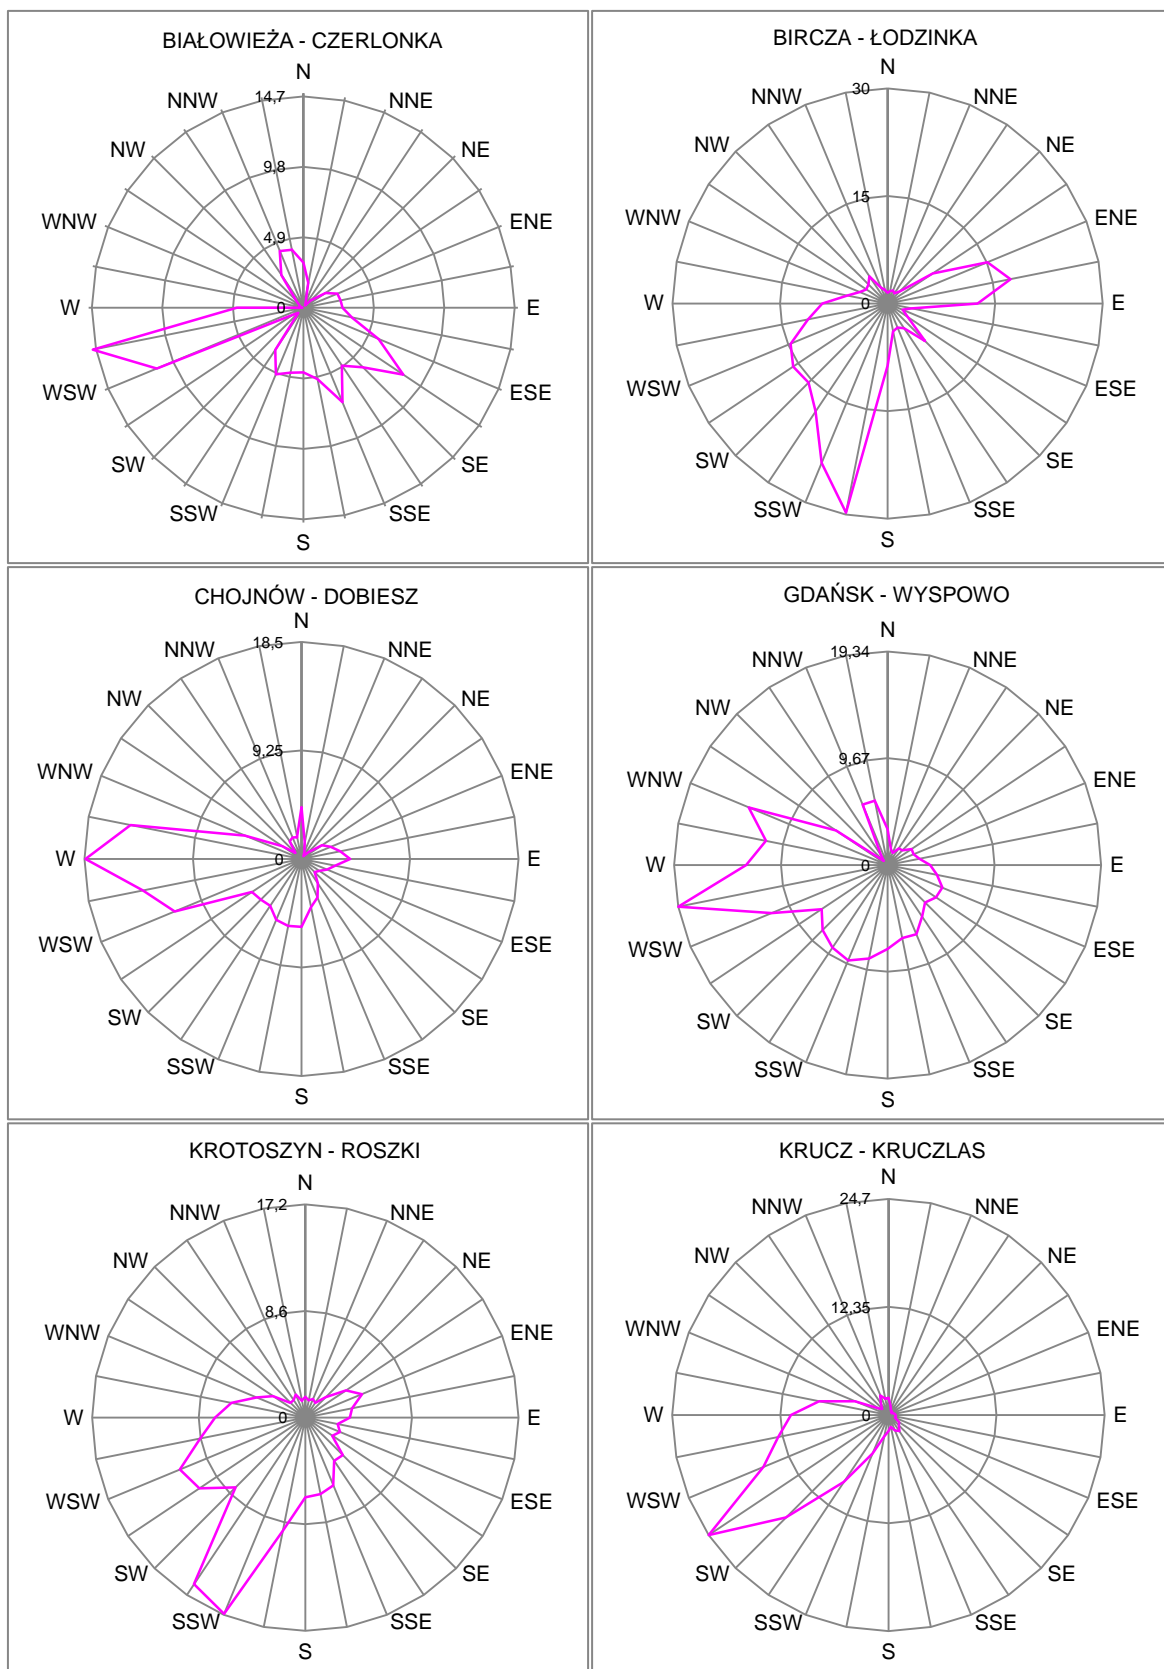 BIAŁOWIEŻA - CZERLONKA
N
14,7
NNW
NNE
NW
NE
9,8
WNW
ENE
4,9
W
0
E
WSW
ESE
SW
SE
SSW
SSE
S
BIRCZA - ŁODZINKA
N
30
NNW
NNE
NW
NE
15
WNW
ENE
W
0
E
WSW
ESE
SW
SE
SSW
SSE
S
CHOJNÓW - DOBIESZ
N
18,5
NNW
NNE
NW
NE
9,25
WNW
ENE
W
0
E
WSW
ESE
SW
SE
SSW
SSE
S
GDAŃSK - WYSPOWO
N
19,34
NNW
NNE
NW
NE
9,67
WNW
ENE
W
0
E
WSW
ESE
SW
SE
SSW
SSE
S
KROTOSZYN - ROSZKI
N
17,2
NNW
NNE
NW
NE
8,6
WNW
ENE
W
0
E
WSW
ESE
SW
SE
SSW
SSE
S
KRUCZ - KRUCZLAS
N
24,7
NNW
NNE
NW
NE
12,35
WNW
ENE
W
0
E
WSW
ESE
SW
SE
SSW
SSE
S